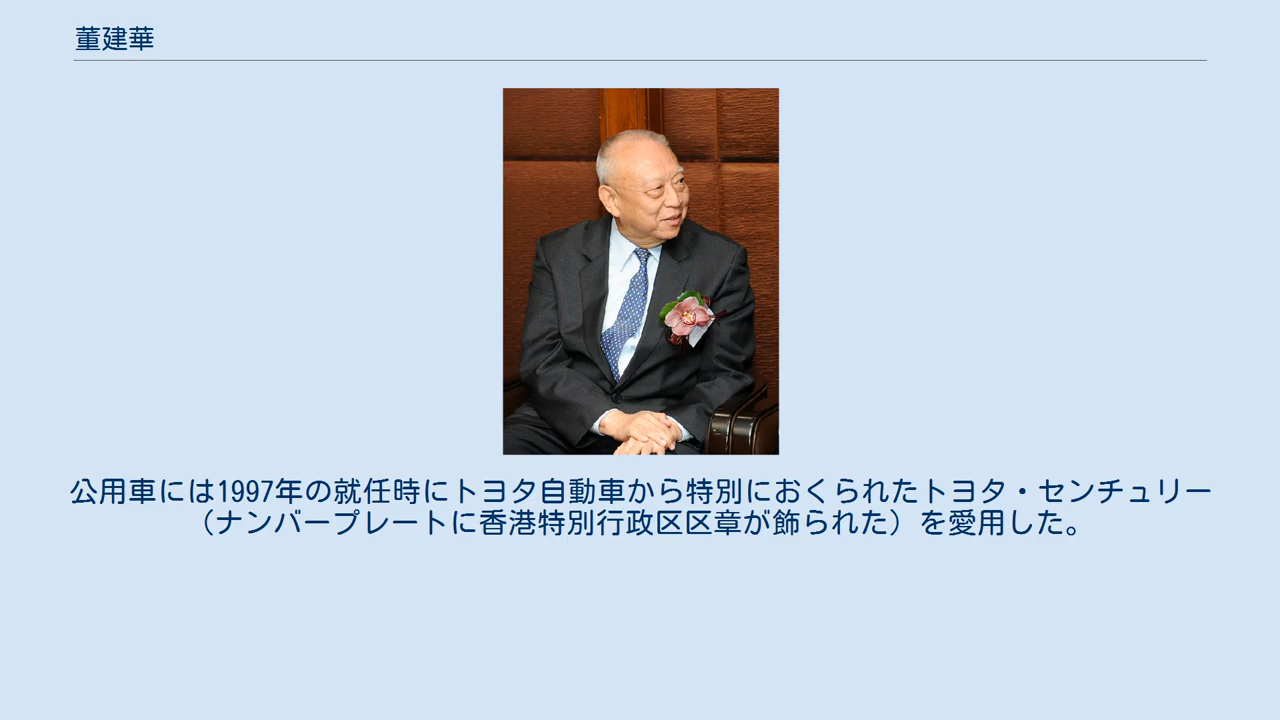 董建華
公用車には1997年の就任時にトヨタ自動車から特別におくられたトヨタ・センチュリー
（ナンバープレートに香港特別行政区区章が飾られた）を愛用した。